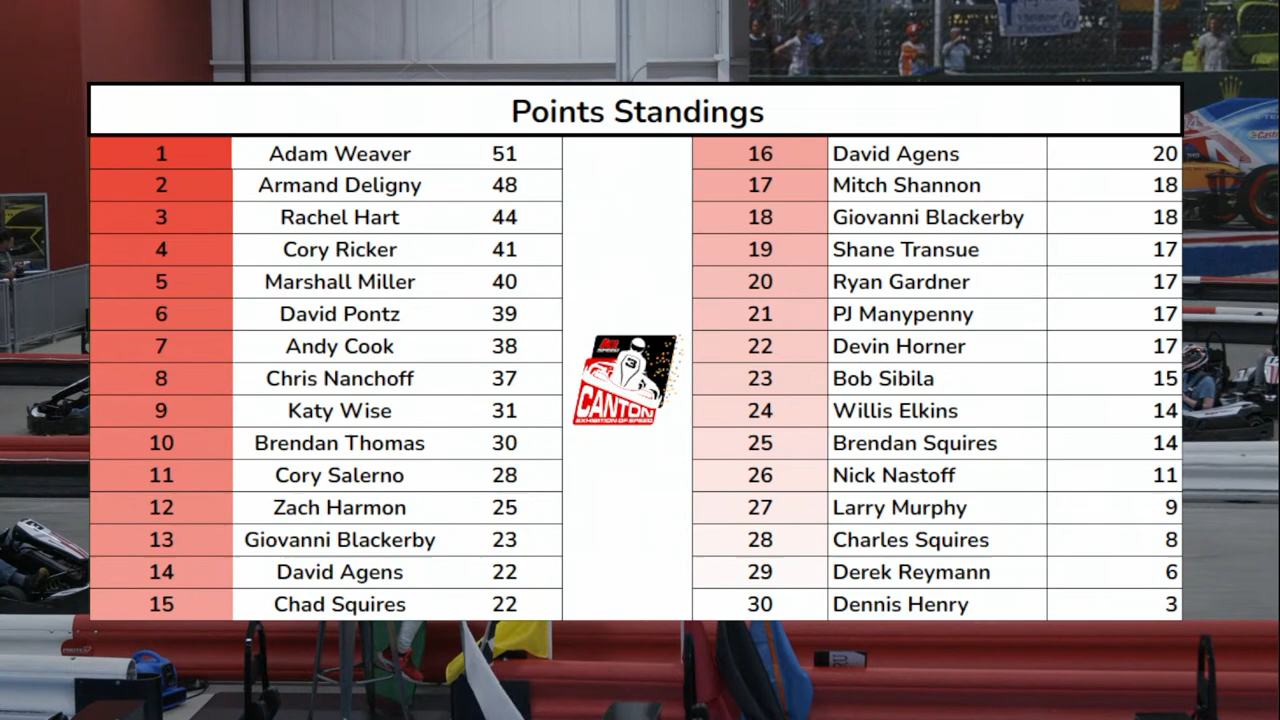 Points Standings
1 Adam Weaver 51
2 Armand Deligny 48
3 Rachel Hart 44
4 Cory Ricker 41
5 Marshall Miller 40
6 David Pontz 39
7 Andy Cook 38
8 Chris Nanchoff 37
9 Katy Wise 31
10 Brendan Thomas 30
11 Cory Salerno 28
12 Zach Harmon 25
13 Giovanni Blackerby 23
14 David Agens 22
15 Chad Squires 22
3
CANTON
EXHIBITION OF SPEED
16 David Agens 20
17 Mitch Shannon 18
18 Giovanni Blackerby 18
19 Shane Transue 17
20 Ryan Gardner 17
21 PJ Manypenny 17
22 Devin Horner 17
23 Bob Sibila 15
24 Willis Elkins 14
25 Brendan Squires 14
26 Nick Nastoff 11
27 Larry Murphy 9
28 Charles Squires 8
29 Derek Reymann 6
30 Dennis Henry 3